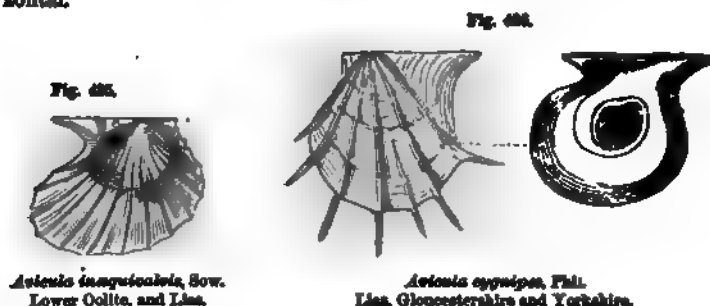 zontal.
Fig.
Fig.
Avicula inæquivalvis, Sow.
Lower Oolite, and Lias.
Avicula cygnipes, Phil.
Lias, Gloucestershire and Yorkshire.